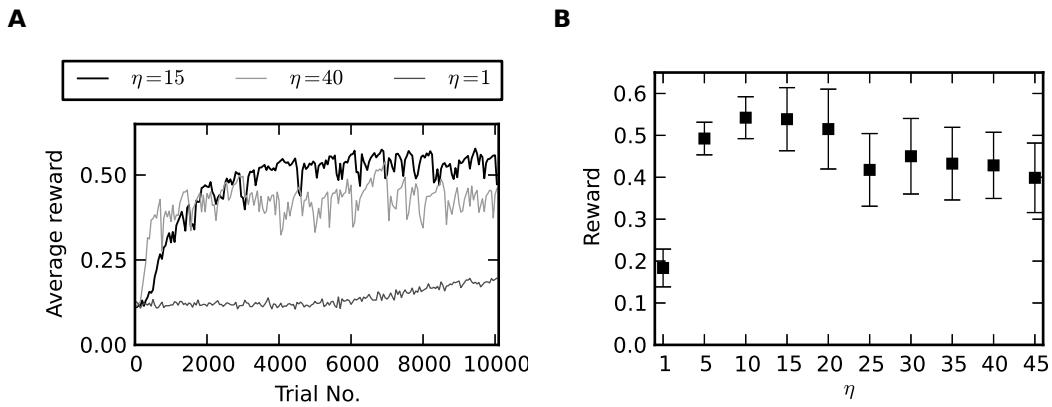 A
η=15 η=40 η=1
0.50
0.25
0.00
0 2000 4000 6000 8000 10000
Average reward
Trial No.
B
0.6
0.5
0.4
0.3
0.2
0.1
0.0
1 5 10 15 20 25 30 35 40 45
Reward
η